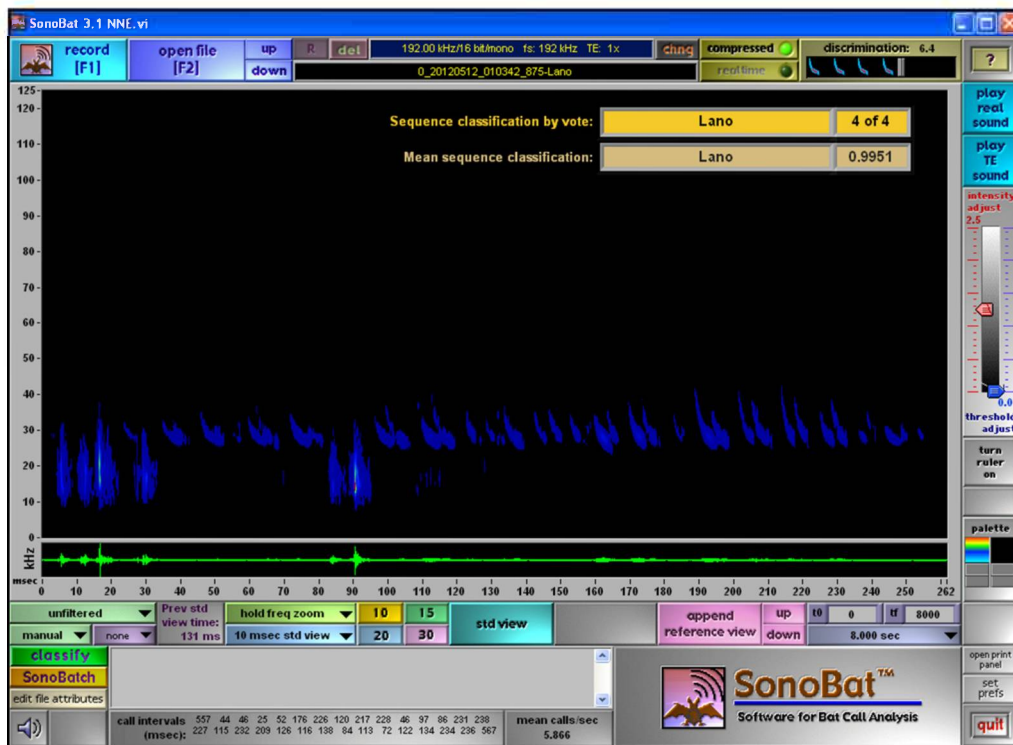 SonoBat 3.1 NNE.vi
record
[F1]
open file
[F2]
up
down
R
del
192.00 kHz/16 bit/mono fs: 192 kHz TE: 1x
chng
0_20120512_010342_875-Lano
compressed
real time
discrimination: 6.4
?
Sequence classification by vote: Lano 4 of 4
Mean sequence classification: Lano 0.9951
125
120
110
100
90
80
70
60
50
40
30
20
10
0
kHz
msec
0 10 20 30 40 50 60 70 80 90 100 110 120 130 140 150 160 170 180 190 200 210 220 230 240 250 262
play
real
sound
play
TE
sound
intensity
adjust
2.5
0.0
threshold
adjust
turn
ruler
on
palette
unfiltered
manual
none
Prev std
view time:
131 ms
hold freq zoom
10 msec std view
10 15
20 30
std view
append
reference view
up
down
t0 0 tf 8000
8.000 sec
classify
SonoBatch
edit file attributes
call intervals 557 44 46 25 52 176 226 120 217 228 46 97 86 231 238
(msec): 227 115 232 209 126 116 138 84 113 72 122 134 234 236 567
mean calls/sec
5.866
SonoBat™
Software for Bat Call Analysis
open print
panel
set
prefs
quit